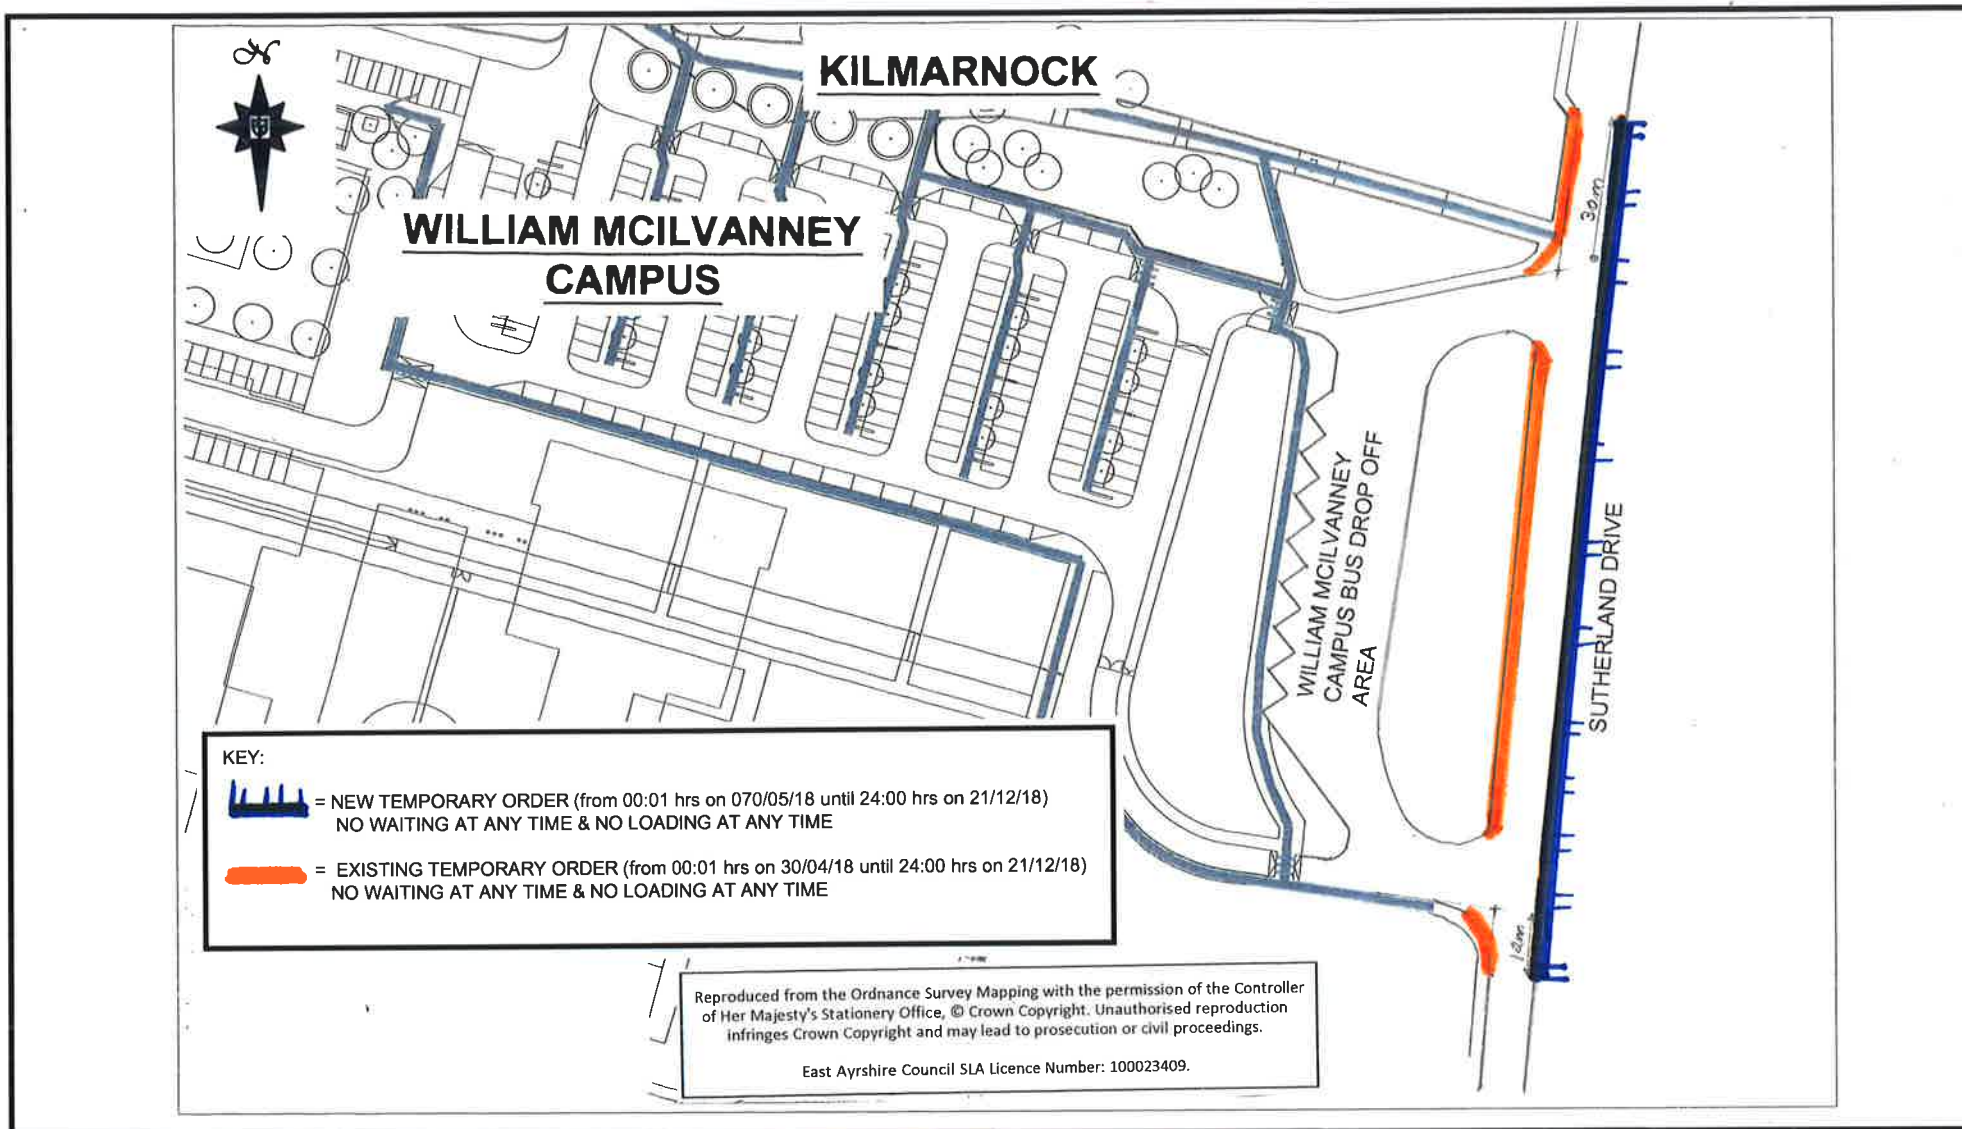 N
KILMARNOCK
WILLIAM MCILVANNEY
CAMPUS
30m
WILLIAM MCILVANNEY
CAMPUS BUS DROP OFF
AREA
SUTHERLAND DRIVE
KEY:
= NEW TEMPORARY ORDER (from 00:01 hrs on 070/05/18 until 24:00 hrs on 21/12/18)
NO WAITING AT ANY TIME & NO LOADING AT ANY TIME
= EXISTING TEMPORARY ORDER (from 00:01 hrs on 30/04/18 until 24:00 hrs on 21/12/18)
NO WAITING AT ANY TIME & NO LOADING AT ANY TIME
Reproduced from the Ordnance Survey Mapping with the permission of the Controller
of Her Majesty's Stationery Office, © Crown Copyright. Unauthorised reproduction
infringes Crown Copyright and may lead to prosecution or civil proceedings.
East Ayrshire Council SLA Licence Number: 100023409.